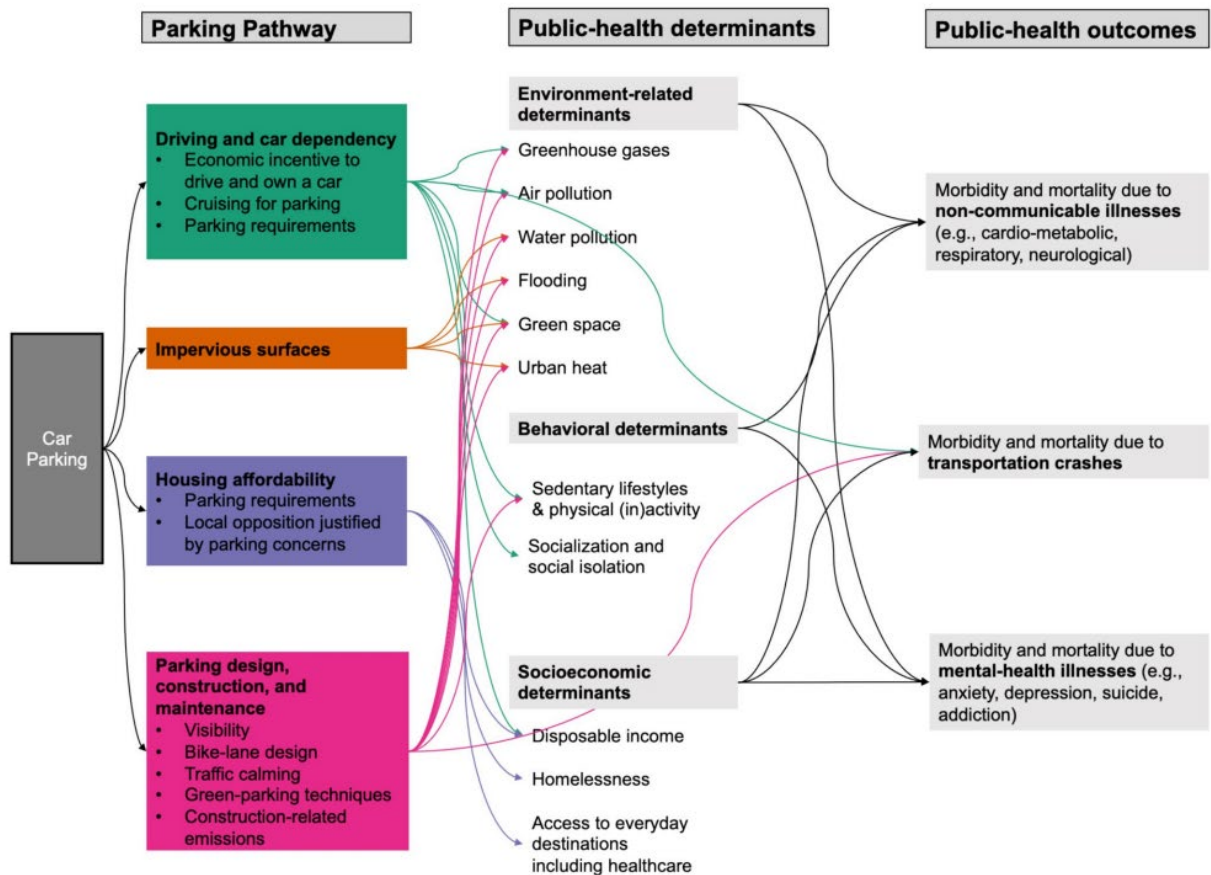 Parking Pathway
Public-health determinants
Public-health outcomes
Car
Parking
Driving and car dependency
• Economic incentive to
drive and own a car
• Cruising for parking
• Parking requirements
Impervious surfaces
Housing affordability
• Parking requirements
• Local opposition justified
by parking concerns
Parking design,
construction, and
maintenance
• Visibility
• Bike-lane design
• Traffic calming
• Green-parking techniques
• Construction-related
emissions
Environment-related
determinants
Greenhouse gases
Air pollution
Water pollution
Flooding
Green space
Urban heat
Behavioral determinants
Sedentary lifestyles
& physical (in)activity
Socialization and
social isolation
Socioeconomic
determinants
Disposable income
Homelessness
Access to everyday
destinations
including healthcare
Morbidity and mortality due to
non-communicable illnesses
(e.g., cardio-metabolic,
respiratory, neurological)
Morbidity and mortality due to
transportation crashes
Morbidity and mortality due to
mental-health illnesses (e.g.,
anxiety, depression, suicide,
addiction)